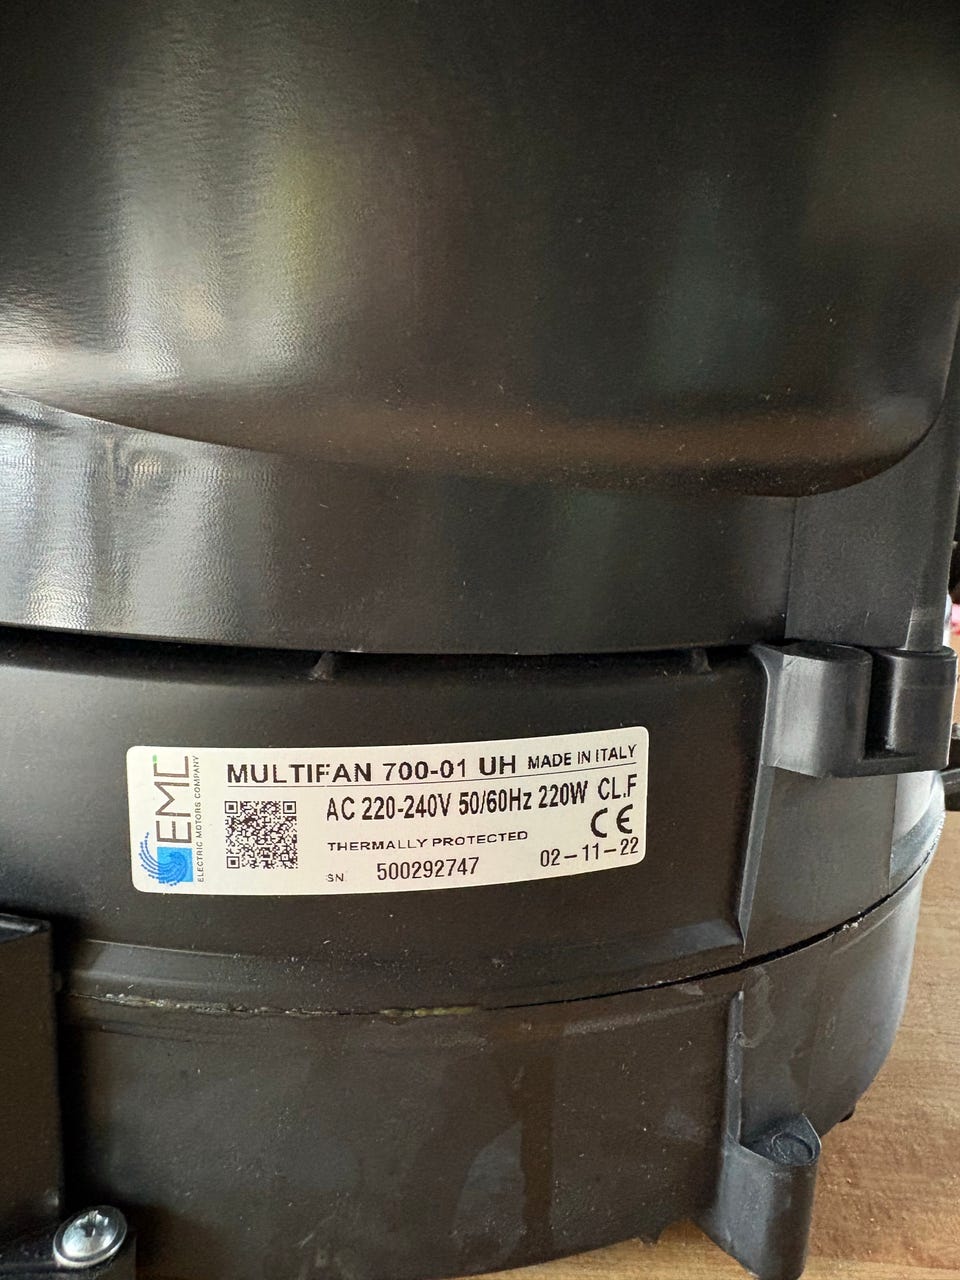 EMC
ELECTRIC MOTORS COMPANY
MULTIFAN 700-01 UH MADE IN ITALY
AC 220-240V 50/60Hz 220W CL.F
THERMALLY PROTECTED CE
SN. 500292747 02-11-22